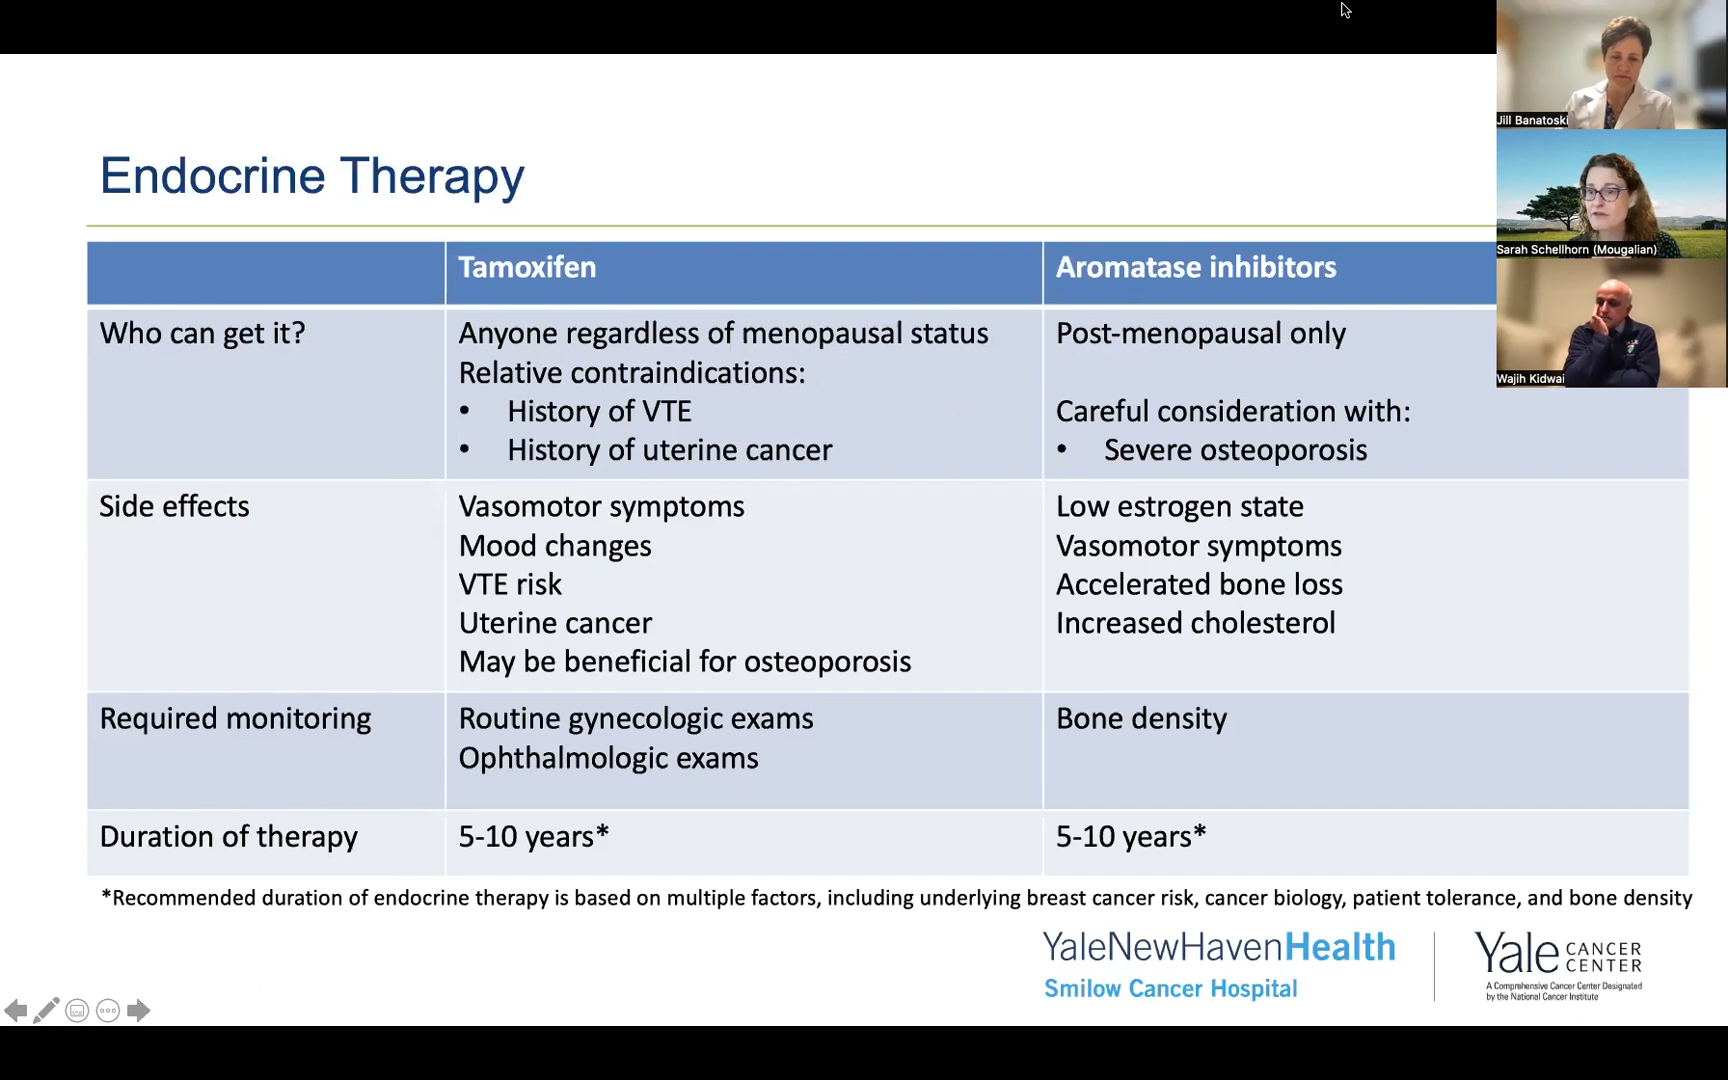 Jill Banatoski
Sarah Schellhorn (Mougalian)
Wajih Kidwai
Endocrine Therapy
Tamoxifen
Aromatase inhibitors
Who can get it?
Anyone regardless of menopausal status
Relative contraindications:
• History of VTE
• History of uterine cancer
Post-menopausal only
Careful consideration with:
• Severe osteoporosis
Side effects
Vasomotor symptoms
Mood changes
VTE risk
Uterine cancer
May be beneficial for osteoporosis
Low estrogen state
Vasomotor symptoms
Accelerated bone loss
Increased cholesterol
Required monitoring
Routine gynecologic exams
Ophthalmologic exams
Bone density
Duration of therapy
5-10 years*
5-10 years*
*Recommended duration of endocrine therapy is based on multiple factors, including underlying breast cancer risk, cancer biology, patient tolerance, and bone density
YaleNewHavenHealth
Smilow Cancer Hospital
Yale CANCER
CENTER
A Comprehensive Cancer Center Designated
by the National Cancer Institute